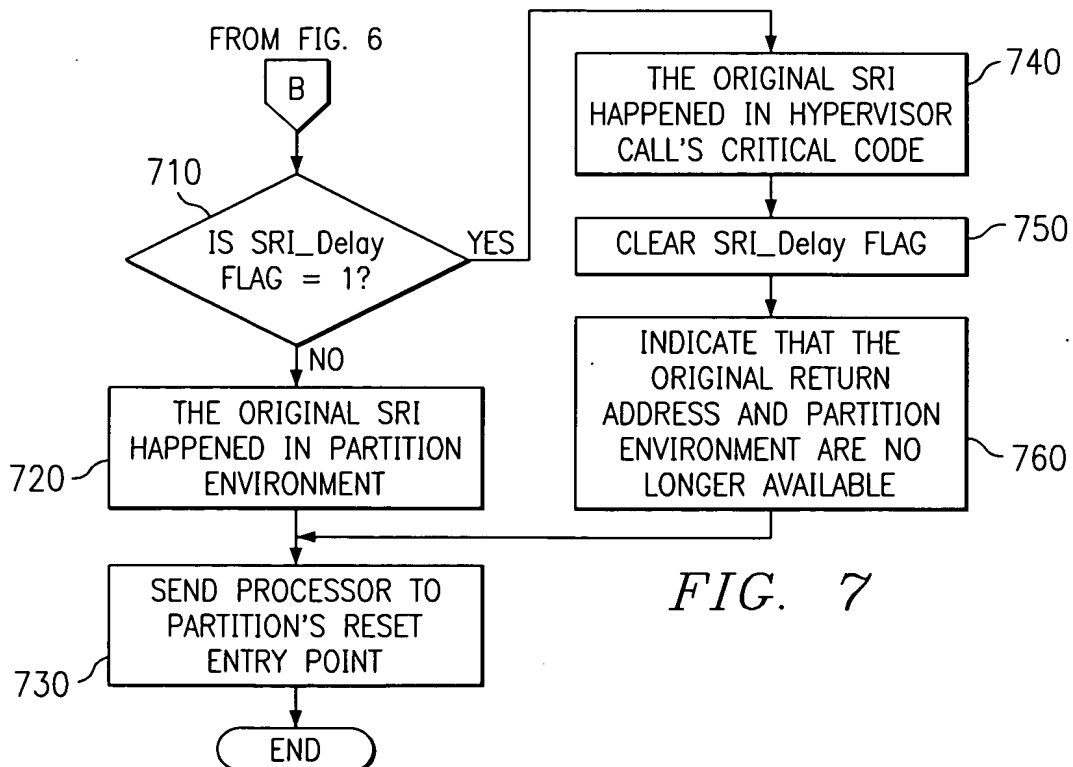 FROM FIG. 6
B
710
IS SRI_Delay
FLAG = 1?
YES
NO
THE ORIGINAL SRI
HAPPENED IN PARTITION
ENVIRONMENT
720
SEND PROCESSOR TO
PARTITION'S RESET
ENTRY POINT
730
END
THE ORIGINAL SRI
HAPPENED IN HYPERVISOR
CALL'S CRITICAL CODE
740
CLEAR SRI_Delay FLAG
750
INDICATE THAT THE
ORIGINAL RETURN
ADDRESS AND PARTITION
ENVIRONMENT ARE NO
LONGER AVAILABLE
760
FIG. 7